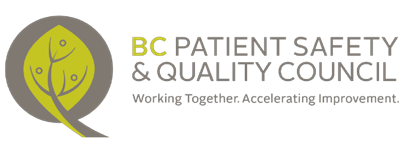 BC PATIENT SAFETY
& QUALITY COUNCIL
Working Together. Accelerating Improvement.